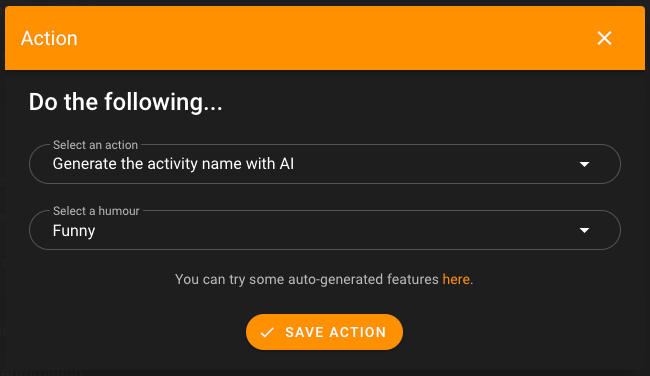 Action
Do the following...
Select an action
Generate the activity name with AI
Select a humour
Funny
You can try some auto-generated features here.
SAVE ACTION